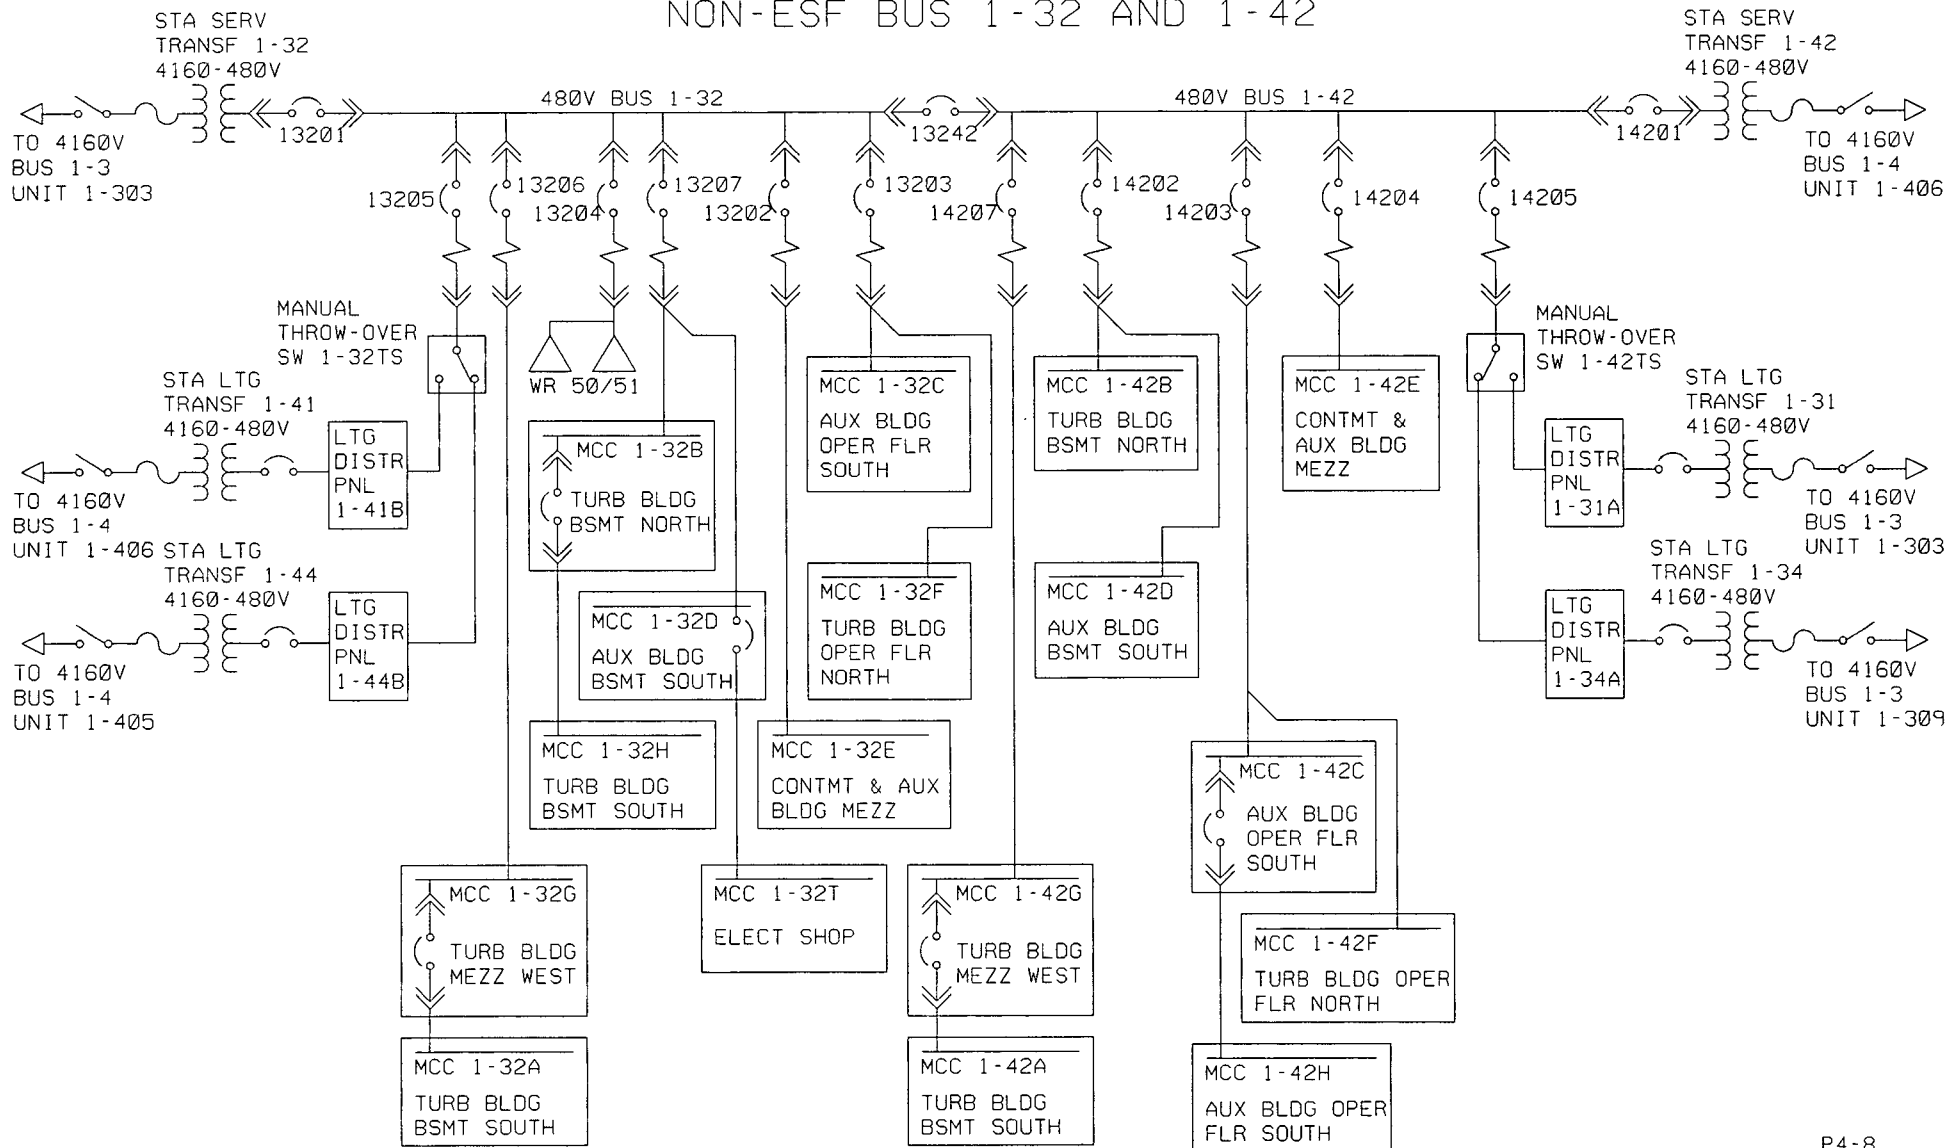 NON-ESF BUS 1-32 AND 1-42
STA SERV
TRANSF 1-32
4160-480V
480V BUS 1-32
480V BUS 1-42
STA SERV
TRANSF 1-42
4160-480V
13201
13242
14201
TO 4160V
BUS 1-3
UNIT 1-303
TO 4160V
BUS 1-4
UNIT 1-406
13205
13206
13204
13207
13202
13203
14207
14202
14203
14204
14205
MANUAL
THROW-OVER
SW 1-32TS
WR 50/51
MANUAL
THROW-OVER
SW 1-42TS
STA LTG
TRANSF 1-41
4160-480V
LTG
DISTR
PNL
1-41B
TO 4160V
BUS 1-4
UNIT 1-406
STA LTG
TRANSF 1-44
4160-480V
LTG
DISTR
PNL
1-44B
TO 4160V
BUS 1-4
UNIT 1-405
MCC 1-32B
TURB BLDG
BSMT NORTH
MCC 1-32C
AUX BLDG
OPER FLR
SOUTH
MCC 1-42B
TURB BLDG
BSMT NORTH
MCC 1-42E
CONTMT &
AUX BLDG
MEZZ
STA LTG
TRANSF 1-31
4160-480V
LTG
DISTR
PNL
1-31A
TO 4160V
BUS 1-3
UNIT 1-303
MCC 1-32D
AUX BLDG
BSMT SOUTH
MCC 1-32F
TURB BLDG
OPER FLR
NORTH
MCC 1-42D
AUX BLDG
BSMT SOUTH
STA LTG
TRANSF 1-34
4160-480V
LTG
DISTR
PNL
1-34A
TO 4160V
BUS 1-3
UNIT 1-309
MCC 1-32H
TURB BLDG
BSMT SOUTH
MCC 1-32E
CONTMT & AUX
BLDG MEZZ
MCC 1-42C
AUX BLDG
OPER FLR
SOUTH
MCC 1-32G
TURB BLDG
MEZZ WEST
MCC 1-32T
ELECT SHOP
MCC 1-42G
TURB BLDG
MEZZ WEST
MCC 1-42F
TURB BLDG OPER
FLR NORTH
MCC 1-32A
TURB BLDG
BSMT SOUTH
MCC 1-42A
TURB BLDG
BSMT SOUTH
MCC 1-42H
AUX BLDG OPER
FLR SOUTH
P4-8